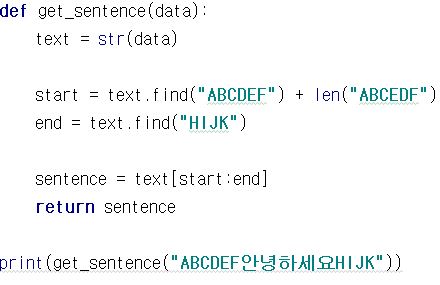 def get_sentence(data):
text = str(data)
start = text.find("ABCDEF") + len("ABCEDF")
end = text.find("HIJK")
sentence = text[start:end]
return sentence
print(get_sentence("ABCDEF안녕하세요HIJK"))